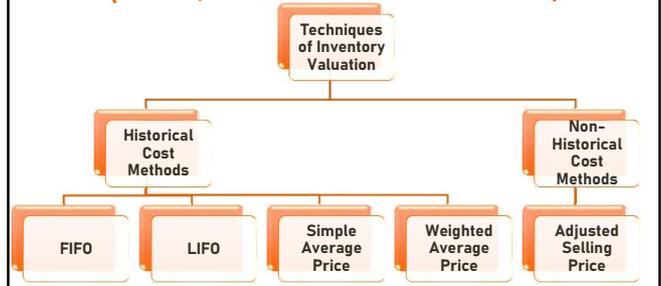 Techniques
of Inventory
Valuation
Historical
Cost
Methods
Non-
Historical
Cost
Methods
FIFO
LIFO
Simple
Average
Price
Weighted
Average
Price
Adjusted
Selling
Price